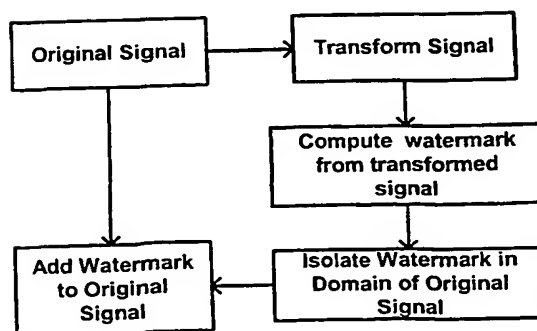 Original Signal
Transform Signal
Compute watermark
from transformed
signal
Add Watermark
to Original
Signal
Isolate Watermark in
Domain of Original
Signal